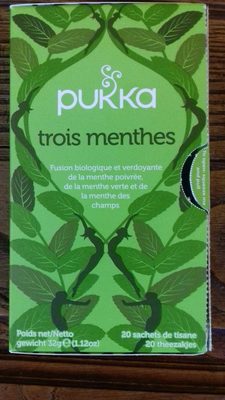 pukka
trois menthes
Fusion biologique et verdoyante
de la menthe poivrée,
de la menthe verte et de
la menthe des
champs
Poids net/Netto
gewicht 32g℮(1.12oz)
20 sachets de tisane
20 theezakjes